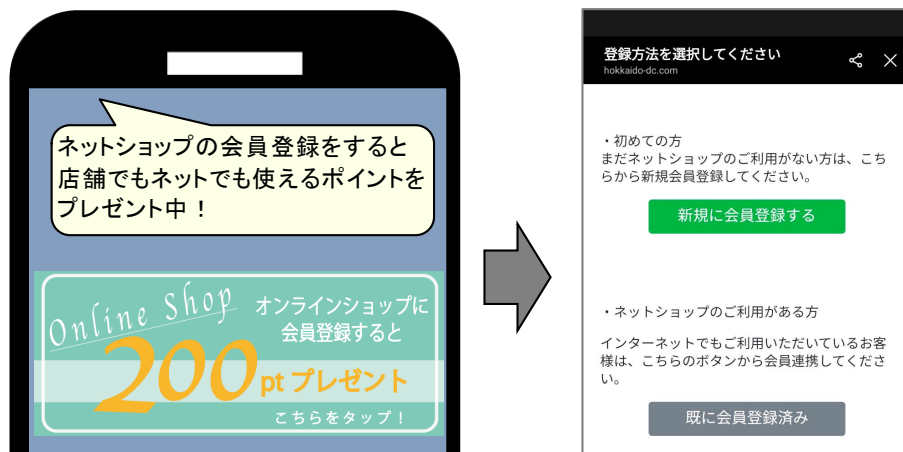 ネットショップの会員登録をすると
店舗でもネットでも使えるポイントを
プレゼント中！
Online Shop
オンラインショップに
会員登録すると
200pt プレゼント
こちらをタップ！
登録方法を選択してください
hokkaido-dc.com
・初めての方
まだネットショップのご利用がない方は、こち
らから新規会員登録してください。
新規に会員登録する
・ネットショップのご利用がある方
インターネットでもご利用いただいているお客
様は、こちらのボタンから会員連携してくださ
い。
既に会員登録済み